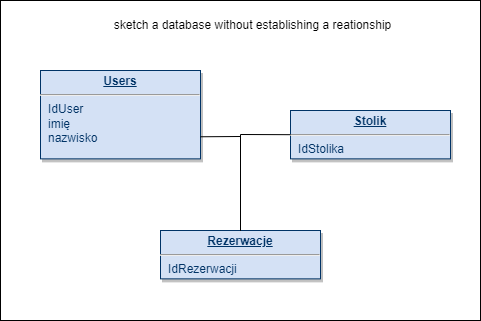 sketch a database without establishing a reationship
Users
IdUser
imię
nazwisko
Stolik
IdStolika
Rezerwacje
IdRezerwacji